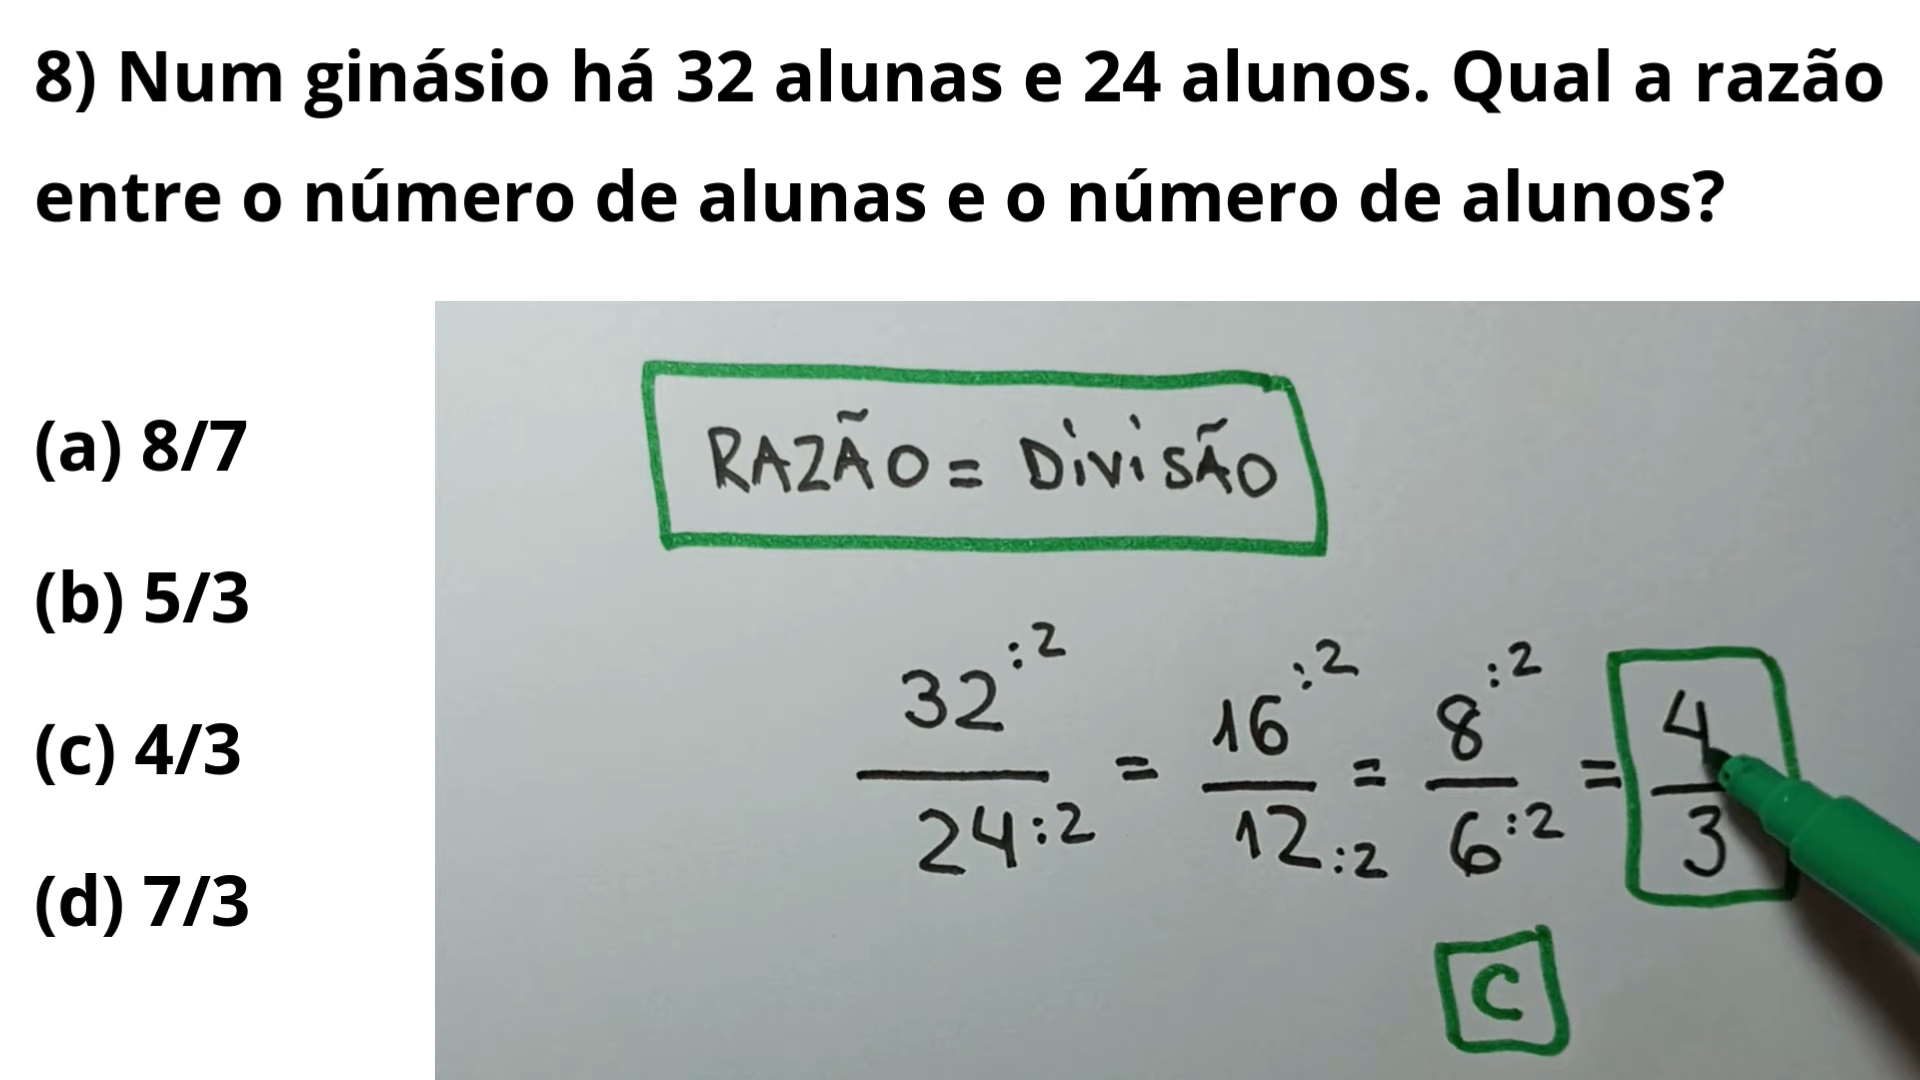 8) Num ginásio há 32 alunas e 24 alunos. Qual a razão
entre o número de alunas e o número de alunos?
(a) 8/7
(b) 5/3
(c) 4/3
(d) 7/3
RAZÃO = DiViSÃO
32:2 / 24:2 = 16:2 / 12:2 = 8:2 / 6:2 = 4 / 3
C